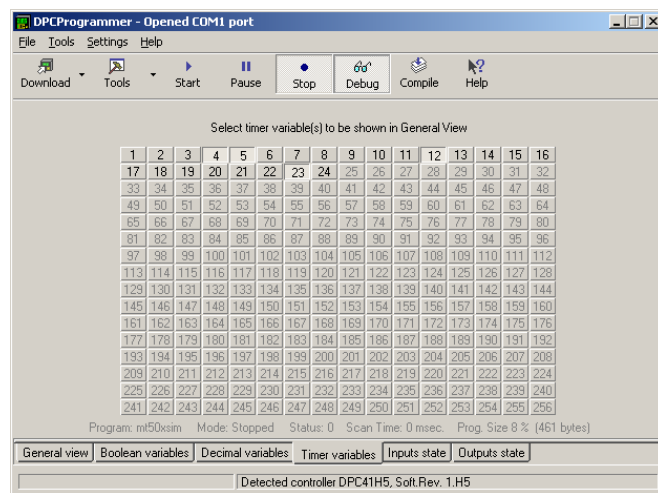 DPCProgrammer - Opened COM1 port
File Tools Settings Help
Download Tools Start Pause Stop Debug Compile Help
Select timer variable(s) to be shown in General View
1 2 3 4 5 6 7 8 9 10 11 12 13 14 15 16
17 18 19 20 21 22 23 24 25 26 27 28 29 30 31 32
33 34 35 36 37 38 39 40 41 42 43 44 45 46 47 48
49 50 51 52 53 54 55 56 57 58 59 60 61 62 63 64
65 66 67 68 69 70 71 72 73 74 75 76 77 78 79 80
81 82 83 84 85 86 87 88 89 90 91 92 93 94 95 96
97 98 99 100 101 102 103 104 105 106 107 108 109 110 111 112
113 114 115 116 117 118 119 120 121 122 123 124 125 126 127 128
129 130 131 132 133 134 135 136 137 138 139 140 141 142 143 144
145 146 147 148 149 150 151 152 153 154 155 156 157 158 159 160
161 162 163 164 165 166 167 168 169 170 171 172 173 174 175 176
177 178 179 180 181 182 183 184 185 186 187 188 189 190 191 192
193 194 195 196 197 198 199 200 201 202 203 204 205 206 207 208
209 210 211 212 213 214 215 216 217 218 219 220 221 222 223 224
225 226 227 228 229 230 231 232 233 234 235 236 237 238 239 240
241 242 243 244 245 246 247 248 249 250 251 252 253 254 255 256
Program: mt50xsim Mode: Stopped Status: 0 Scan Time: 0 msec. Prog. Size 8 % (461 bytes)
General view Boolean variables Decimal variables Timer variables Inputs state Outputs state
Detected controller DPC41H5, Soft.Rev. 1.H5